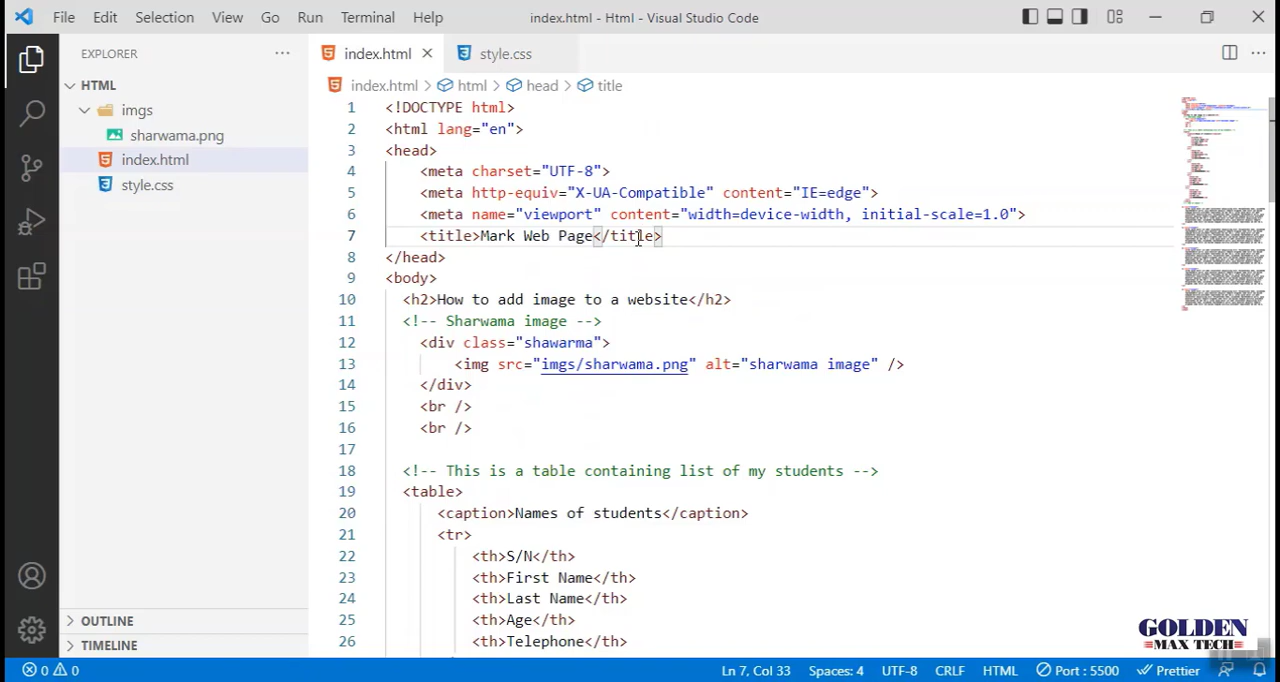 File Edit Selection View Go Run Terminal Help index.html - Html - Visual Studio Code
EXPLORER
HTML
imgs
sharwama.png
index.html
style.css
OUTLINE
TIMELINE
index.html style.css
index.html > html > head > title
1 <!DOCTYPE html>
2 <html lang="en">
3 <head>
4 <meta charset="UTF-8">
5 <meta http-equiv="X-UA-Compatible" content="IE=edge">
6 <meta name="viewport" content="width=device-width, initial-scale=1.0">
7 <title>Mark Web Page</title>
8 </head>
9 <body>
10 <h2>How to add image to a website</h2>
11 <!-- Sharwama image -->
12 <div class="shawarma">
13 <img src="imgs/sharwama.png" alt="sharwama image" />
14 </div>
15 <br />
16 <br />
17
18 <!-- This is a table containing list of my students -->
19 <table>
20 <caption>Names of students</caption>
21 <tr>
22 <th>S/N</th>
23 <th>First Name</th>
24 <th>Last Name</th>
25 <th>Age</th>
26 <th>Telephone</th>
GOLDEN
MAX TECH
0 0 Ln 7, Col 33 Spaces: 4 UTF-8 CRLF HTML Port : 5500 Prettier